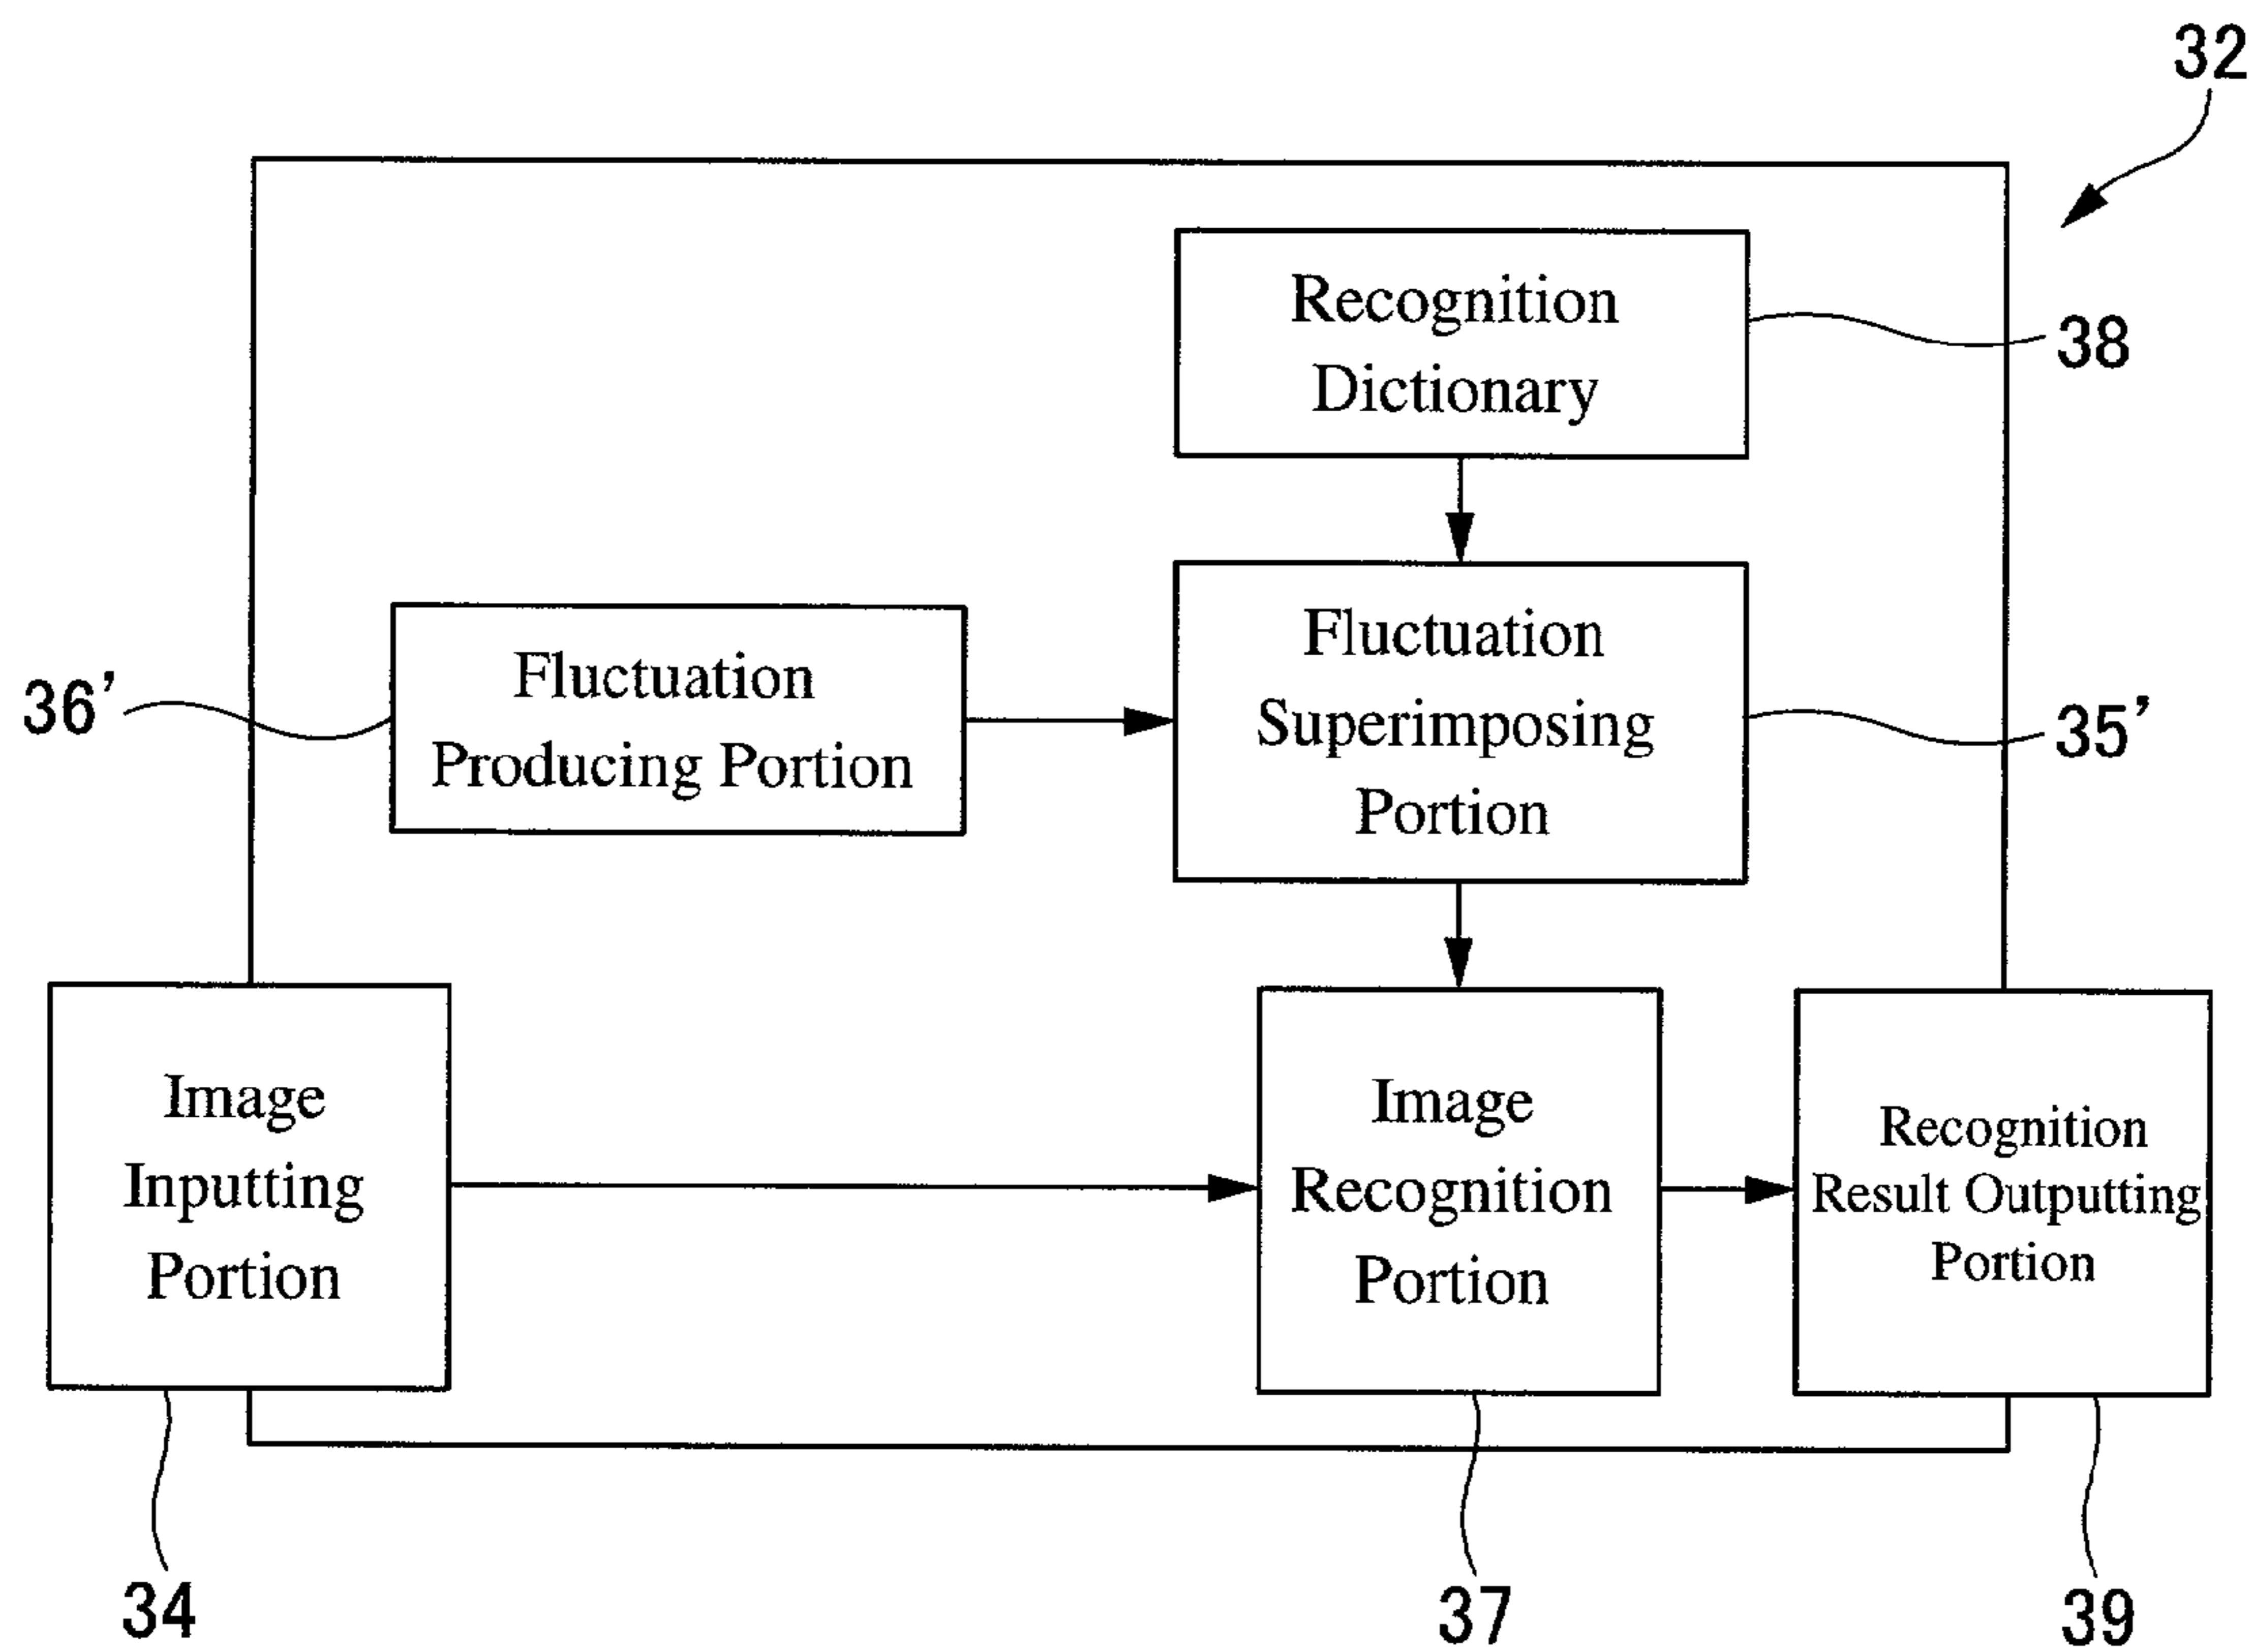 32
Recognition
Dictionary
38
Fluctuation
Producing Portion
36'
Fluctuation
Superimposing
Portion
35'
Image
Inputting
Portion
Image
Recognition
Portion
Recognition
Result Outputting
Portion
34
37
39